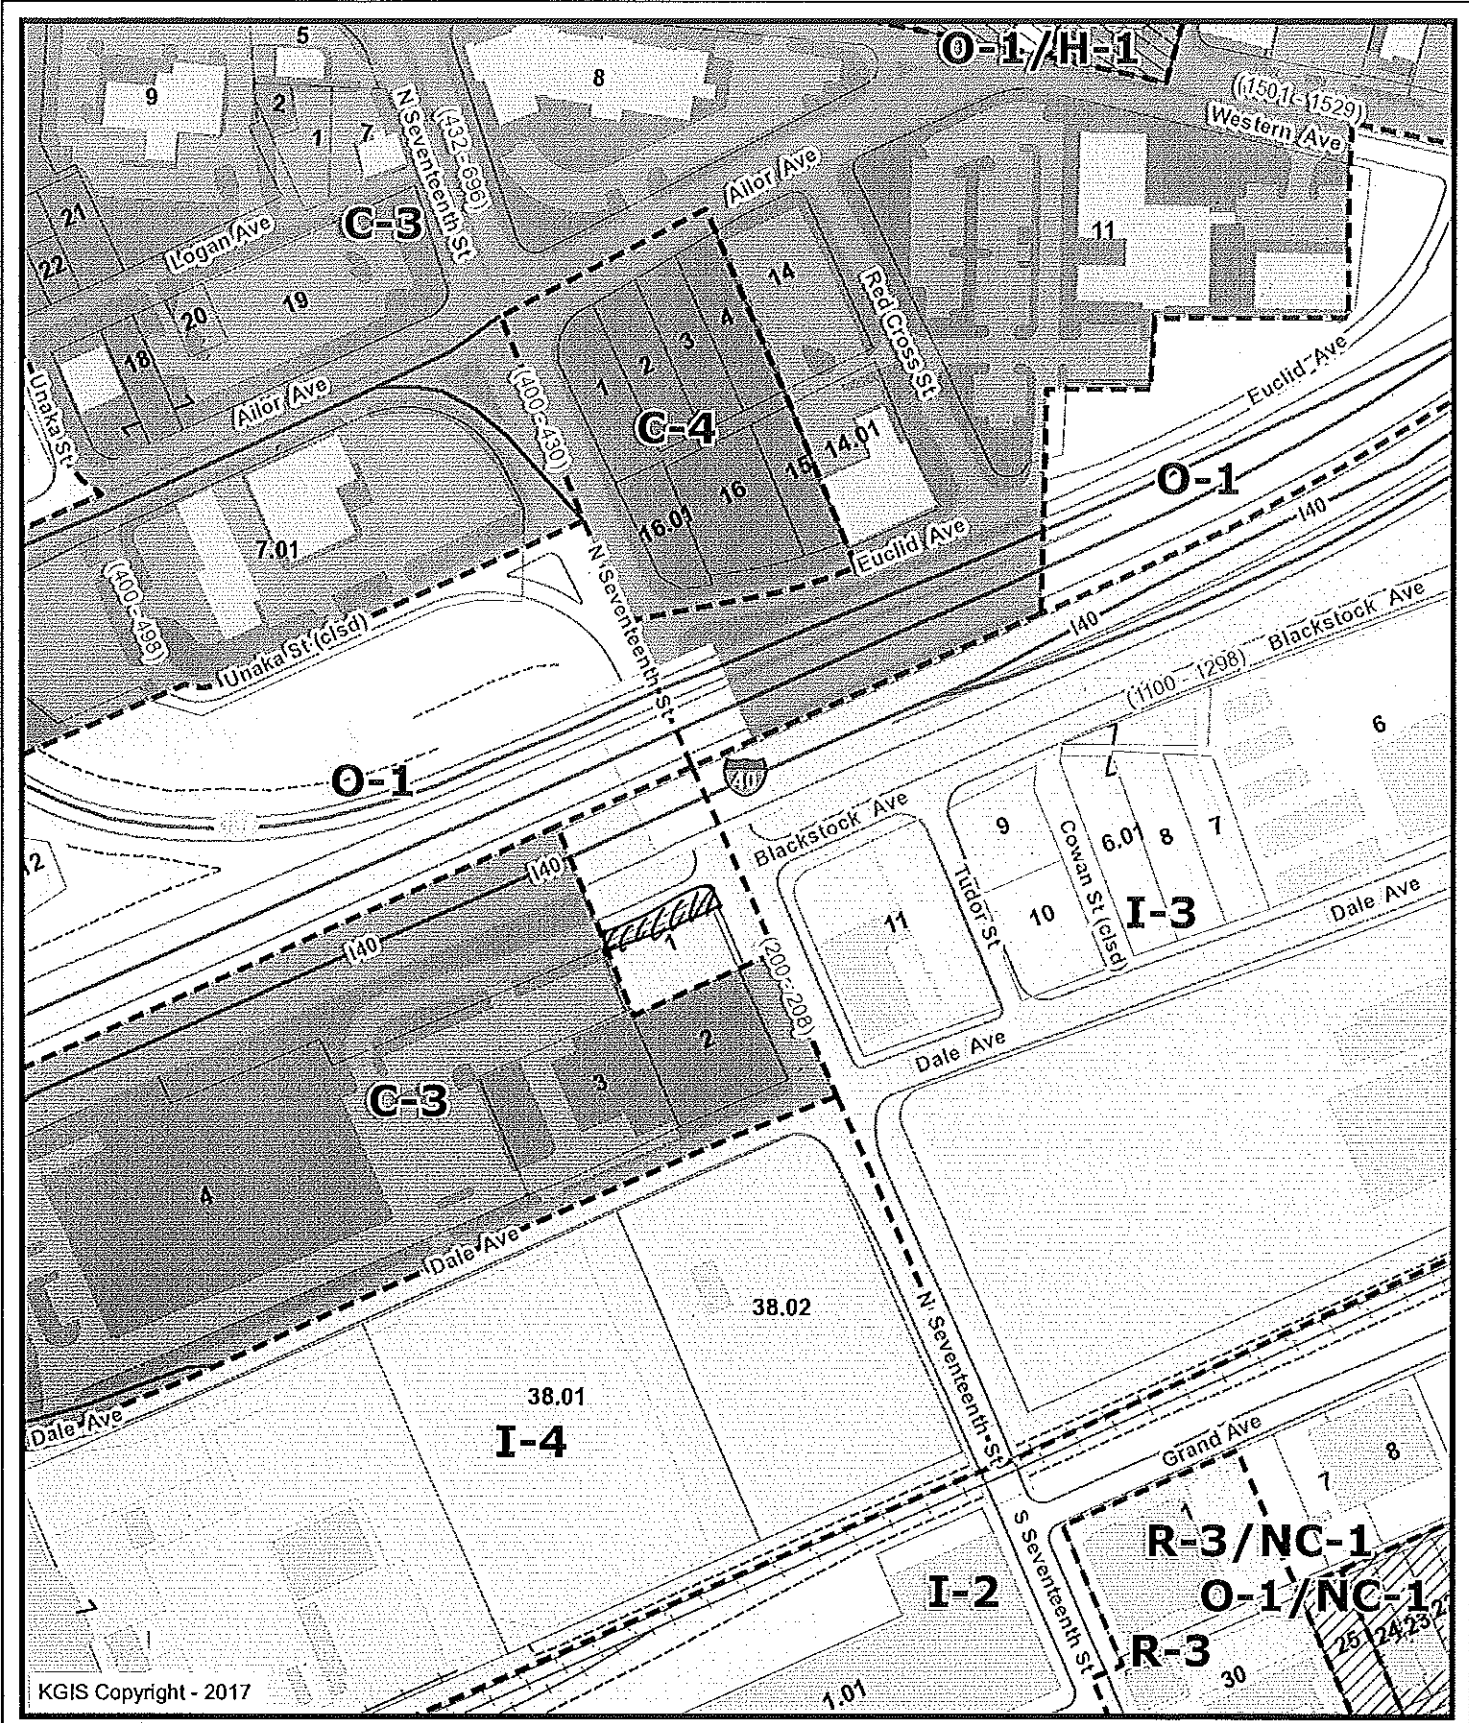 O-1/H-1
5
8
9
2
1
7
N Seventeenth St
(432 - 696)
(1501 - 1529)
Western Ave
Ailor Ave
21
22
Logan Ave
C-3
11
14
19
20
18
4
3
2
1
Red Cross St
Unaka St
Ailor Ave
(400 - 430)
C-4
14.01
15
16
16.01
Euclid Ave
O-1
I40
7.01
(400 - 498)
Unaka St (clsd)
N Seventeenth St
Euclid Ave
I40
Blackstock Ave
(1100 - 1298)
6
O-1
40
12
I40
Blackstock Ave
9
Cowan St (clsd)
6.01
8
7
Tudor St
10
11
I-3
Dale Ave
I40
1
(200 - 208)
2
3
Dale Ave
C-3
4
Dale Ave
38.02
N Seventeenth St
38.01
I-4
Dale Ave
Grand Ave
8
7
1
S Seventeenth St
R-3/NC-1
O-1/NC-1
I-2
R-3
25
24
23
30
1.01
KGIS Copyright - 2017